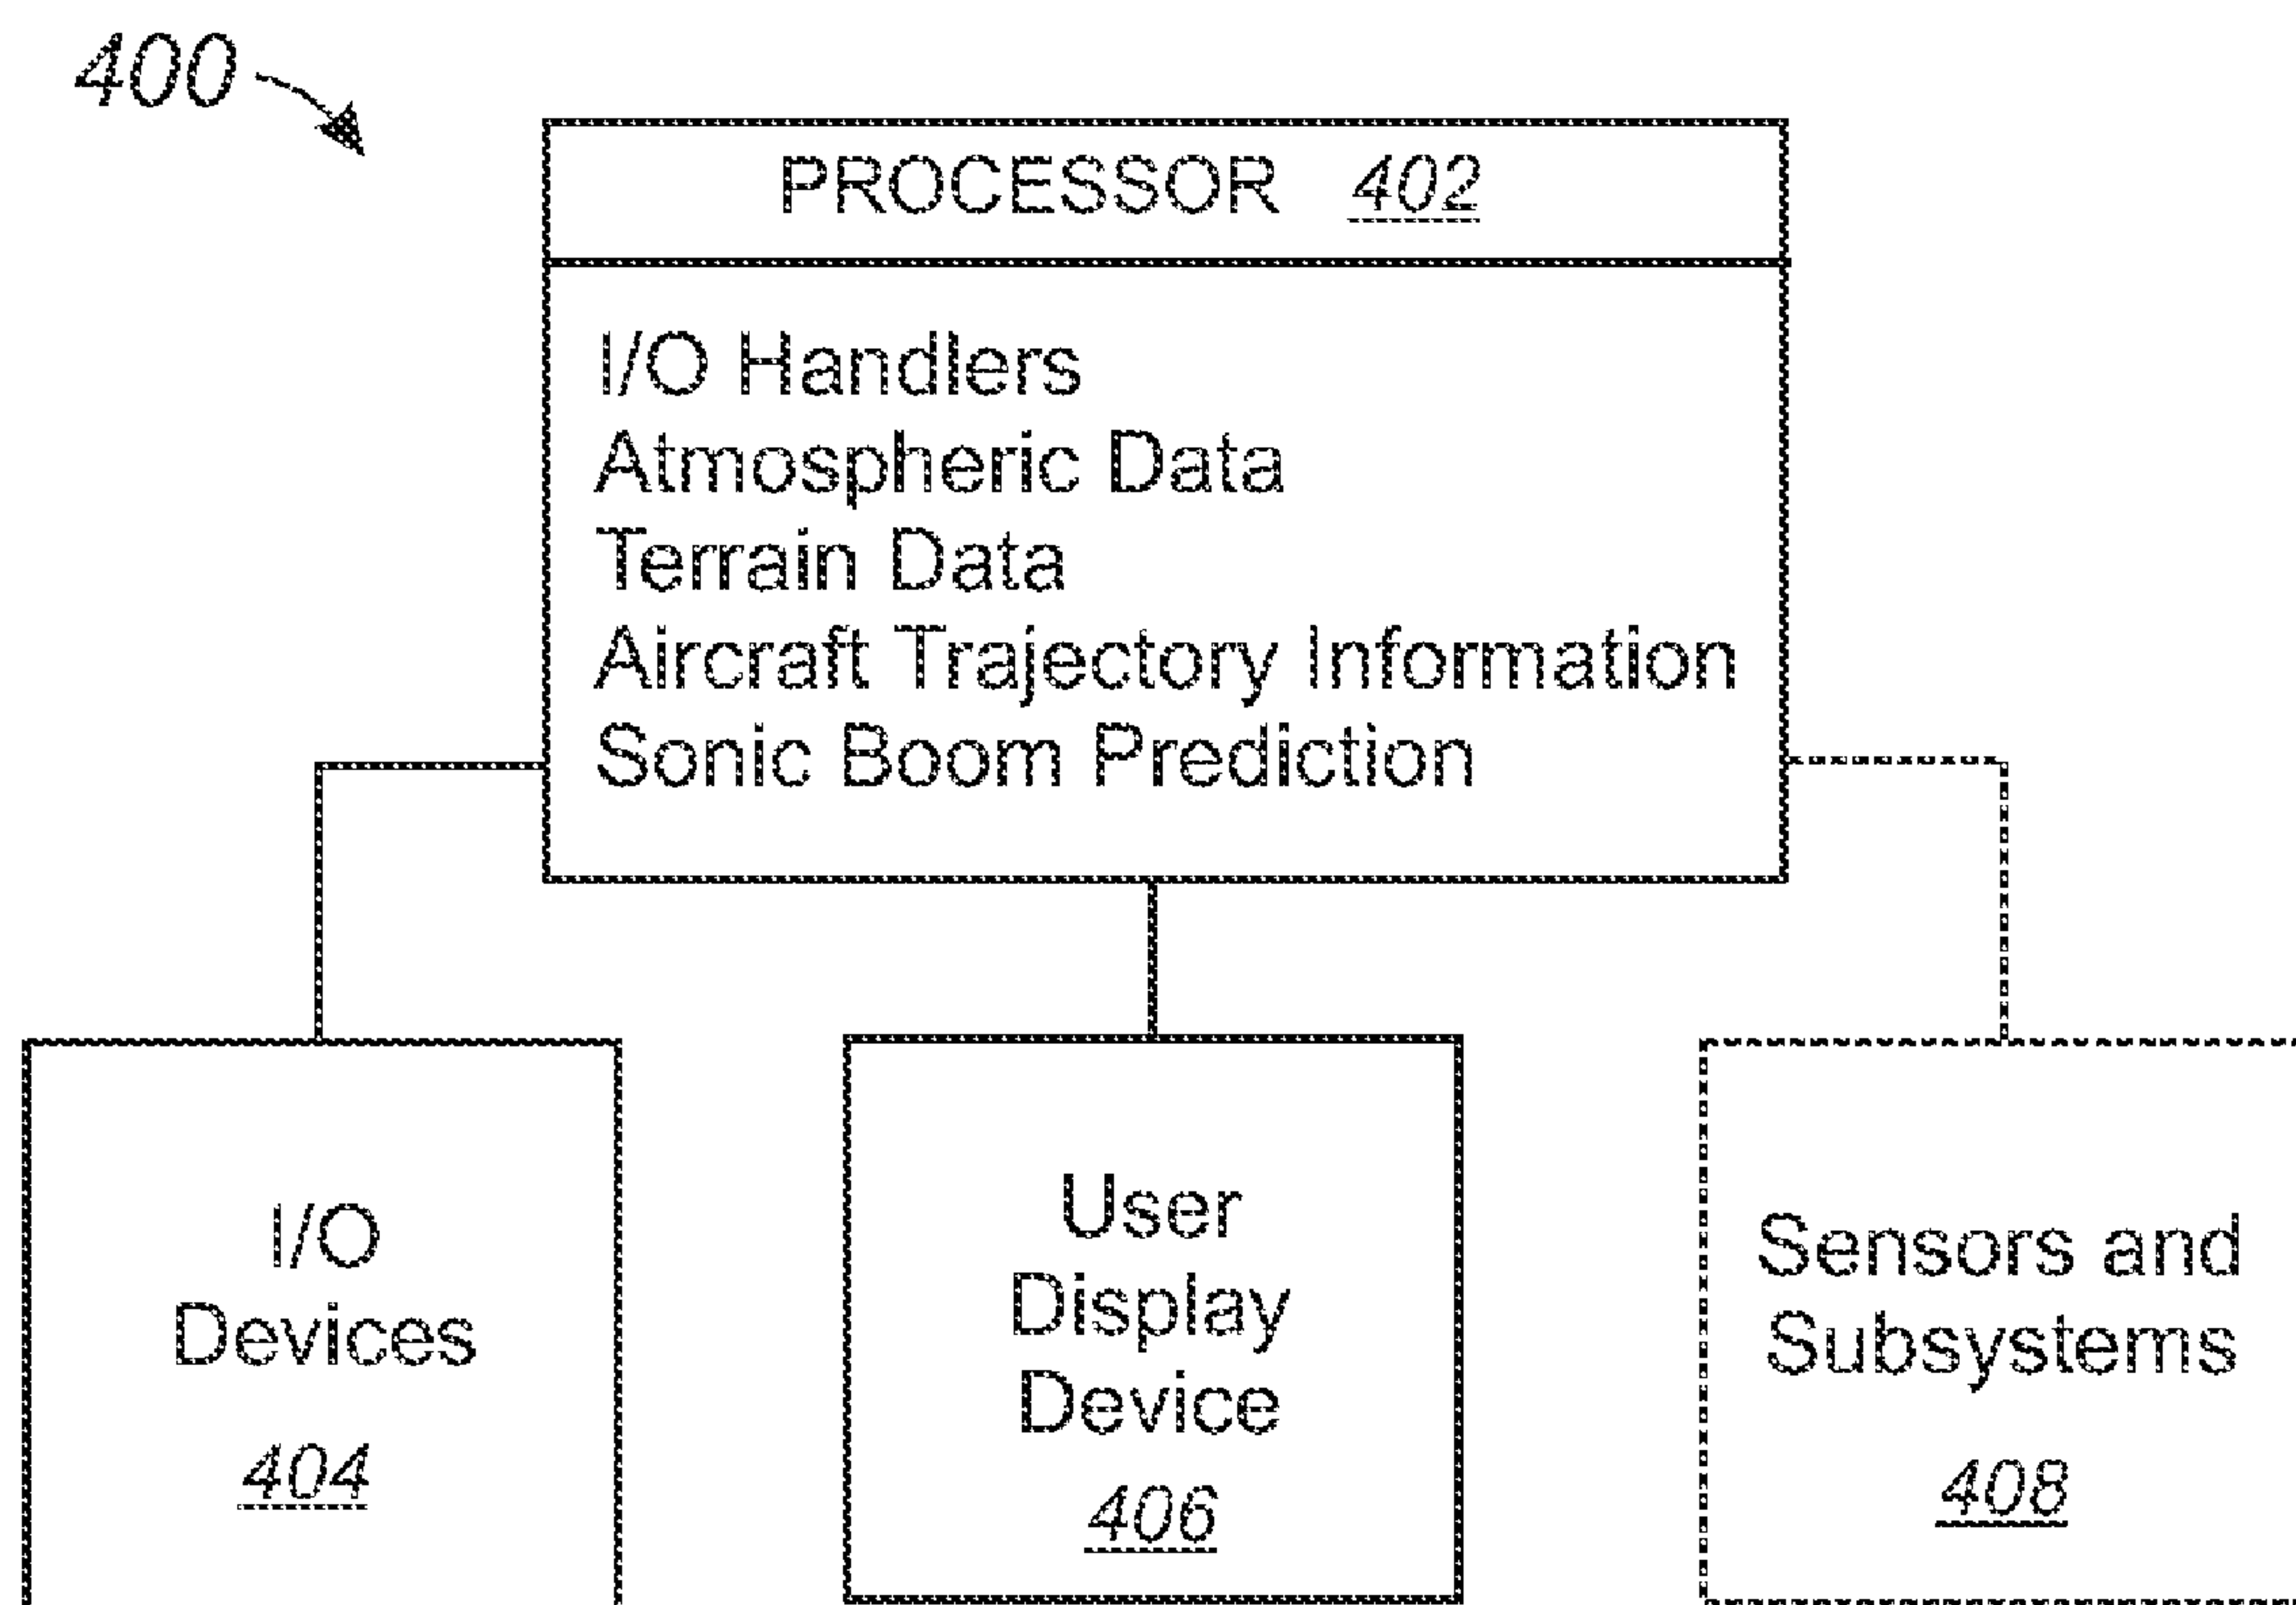 400
PROCESSOR 402
I/O Handlers
Atmospheric Data
Terrain Data
Aircraft Trajectory Information
Sonic Boom Prediction
I/O
Devices
404
User
Display
Device
406
Sensors and
Subsystems
408